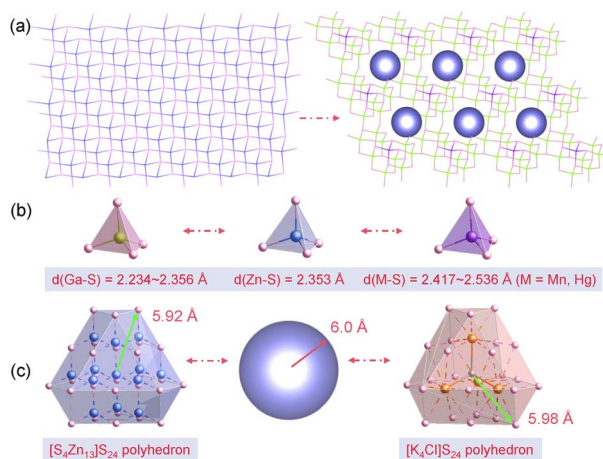 (a)
(b)
d(Ga-S) = 2.234~2.356 Å d(Zn-S) = 2.353 Å d(M-S) = 2.417~2.536 Å (M = Mn, Hg)
5.92 Å
6.0 Å
(c)
5.98 Å
[S₄Zn₁₃]S₂₄ polyhedron
[K₄Cl]S₂₄ polyhedron